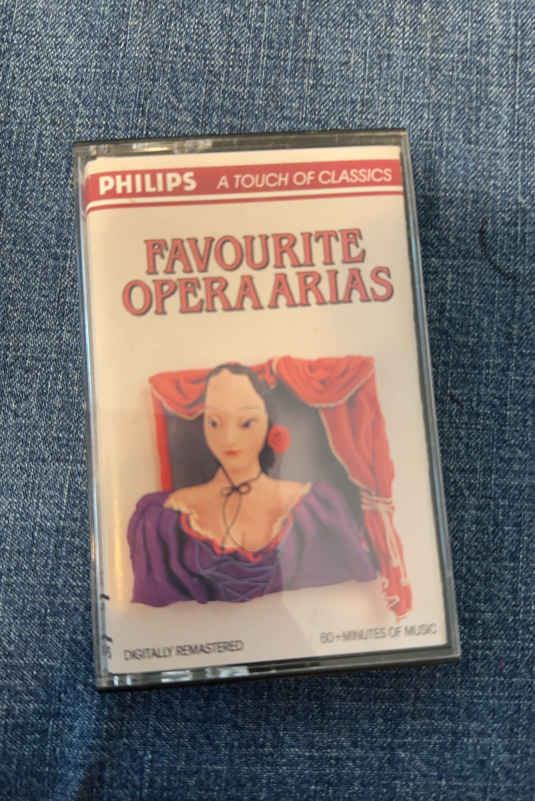 PHILIPS A TOUCH OF CLASSICS
FAVOURITE
OPERA ARIAS
DIGITALLY REMASTERED
60+MINUTES OF MUSIC